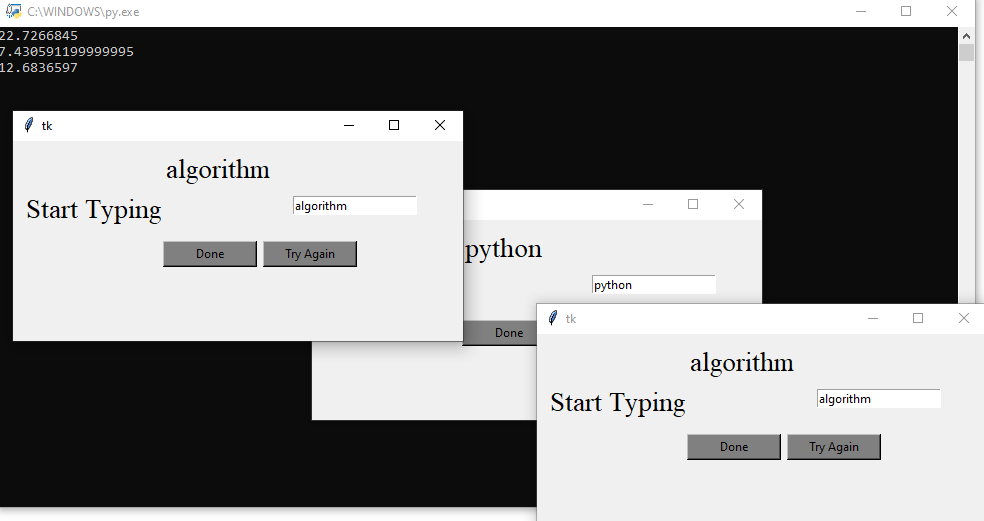 C:\WINDOWS\py.exe
22.7266845
7.430591199999995
12.6836597
tk
algorithm
Start Typing
algorithm
Done
Try Again
python
python
Done
tk
algorithm
Start Typing
algorithm
Done
Try Again